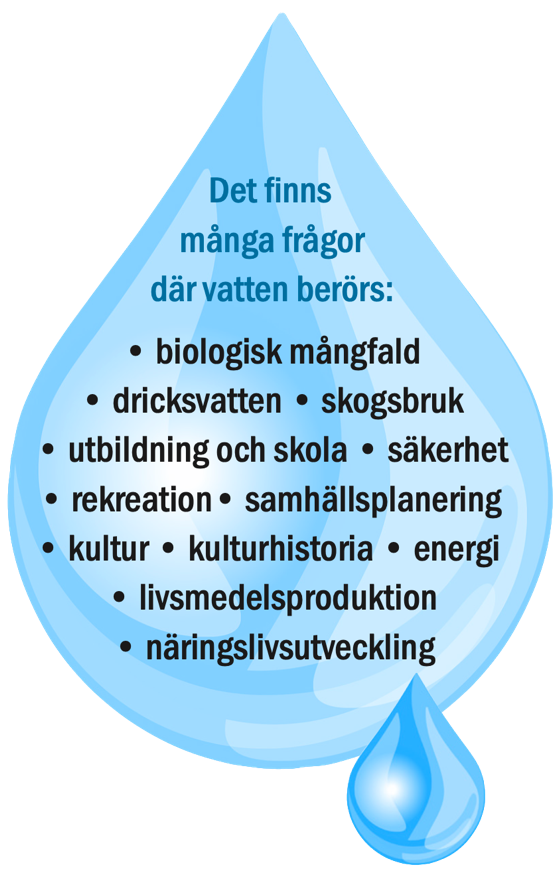 Det finns
många frågor
där vatten berörs:
• biologisk mångfald
• dricksvatten • skogsbruk
• utbildning och skola • säkerhet
• rekreation • samhällsplanering
• kultur • kulturhistoria • energi
• livsmedelsproduktion
• näringslivsutveckling